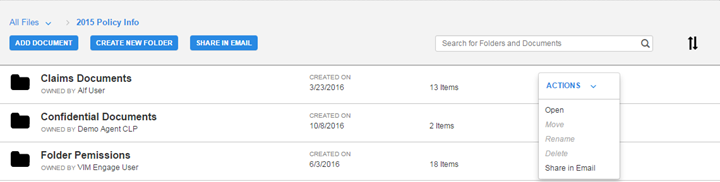 All Files > 2015 Policy Info
ADD DOCUMENT CREATE NEW FOLDER SHARE IN EMAIL Search for Folders and Documents
Claims Documents
OWNED BY Alf User
CREATED ON
3/23/2016
13 Items
ACTIONS
Open
Move
Rename
Delete
Share in Email
Confidential Documents
OWNED BY Demo Agent CLP
CREATED ON
10/8/2016
2 Items
Folder Pemissions
OWNED BY VIM Engage User
CREATED ON
6/3/2016
18 Items